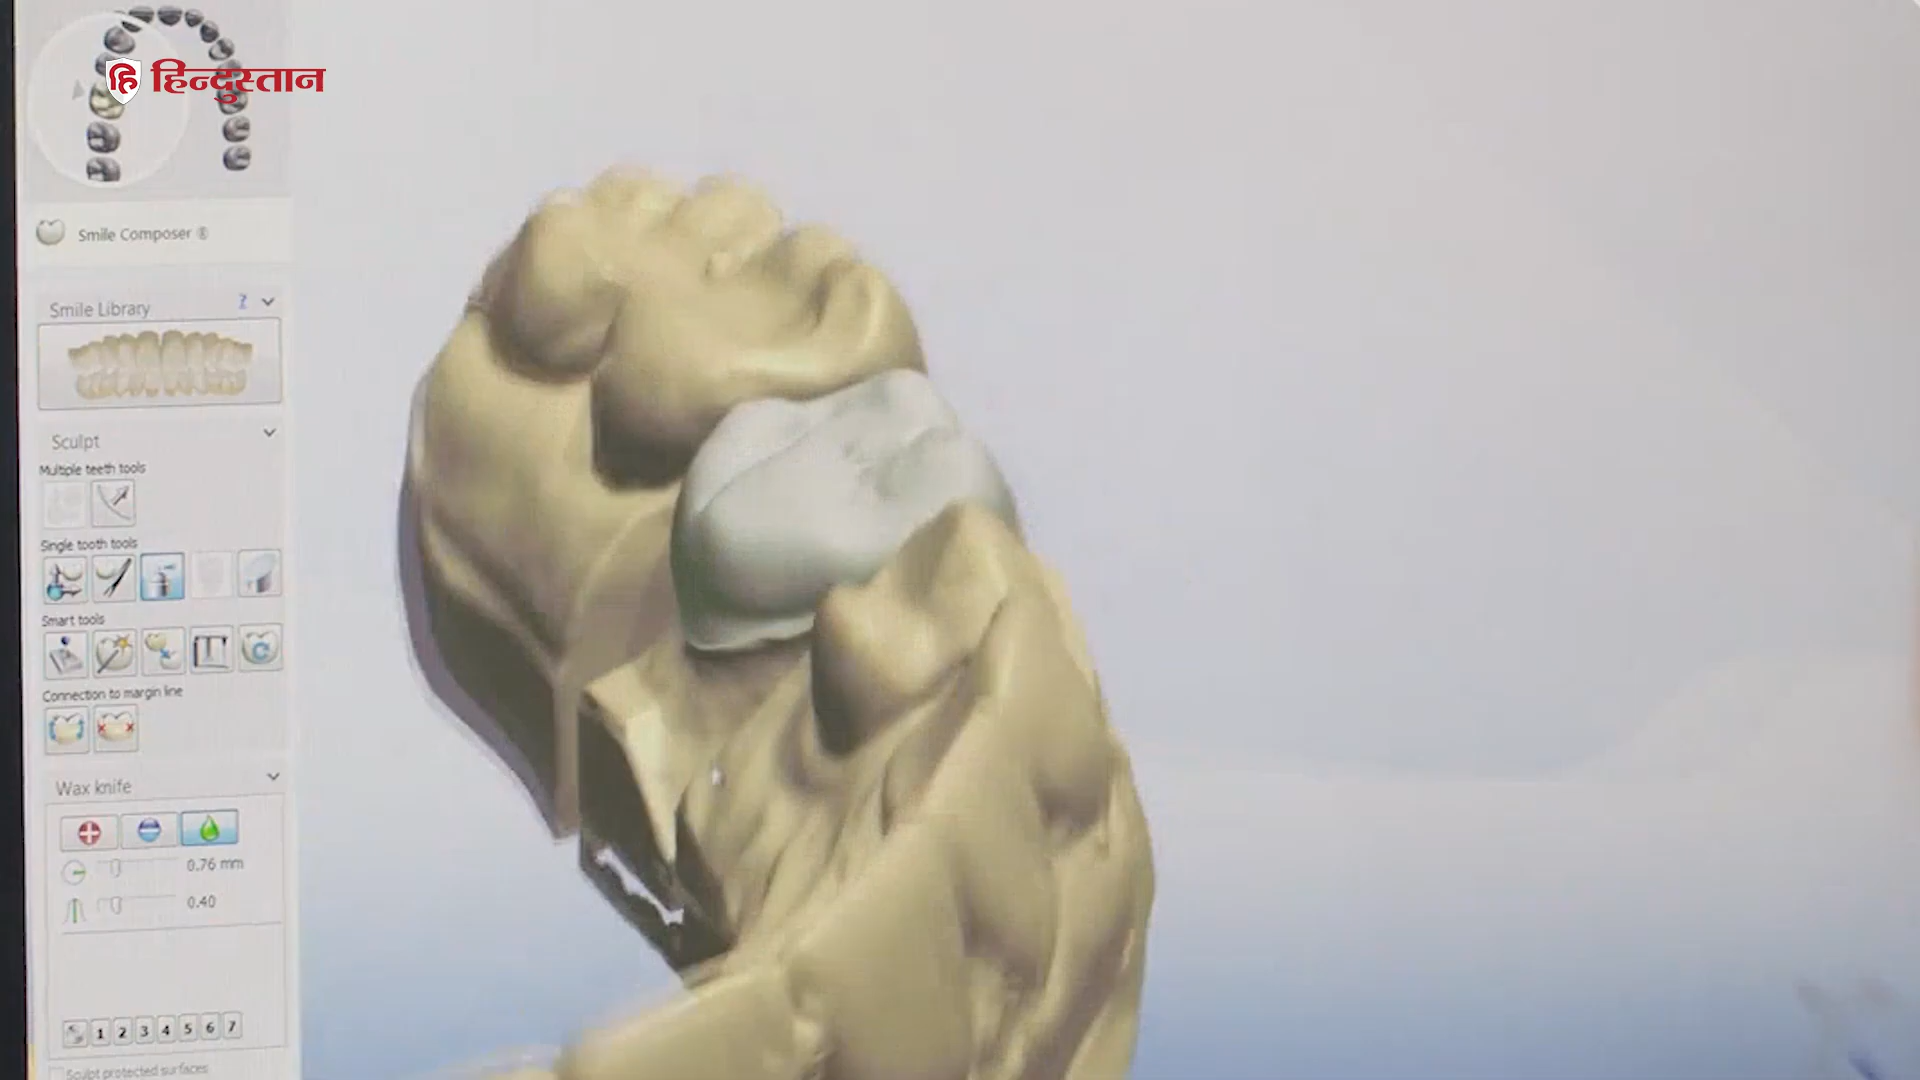 हि हिन्दुस्तान
Smile Composer ®
Smile Library ?
Sculpt
Multiple teeth tools
Single tooth tools
Smart tools
Connection to margin line
Wax knife
0.76 mm
0.40
1 2 3 4 5 6 7
Sculpt protected surfaces